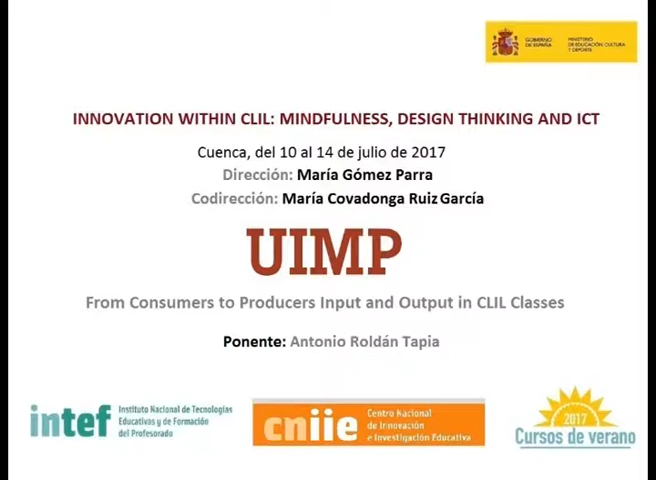 GOBIERNO
DE ESPAÑA
MINISTERIO
DE EDUCACIÓN, CULTURA
Y DEPORTE
INNOVATION WITHIN CLIL: MINDFULNESS, DESIGN THINKING AND ICT
Cuenca, del 10 al 14 de julio de 2017
Dirección: María Gómez Parra
Codirección: María Covadonga Ruiz García
UIMP
From Consumers to Producers Input and Output in CLIL Classes
Ponente: Antonio Roldán Tapia
intef
Instituto Nacional de Tecnologías
Educativas y de Formación
del Profesorado
cniie
Centro Nacional
de Innovación
e Investigación Educativa
2017
Cursos de verano